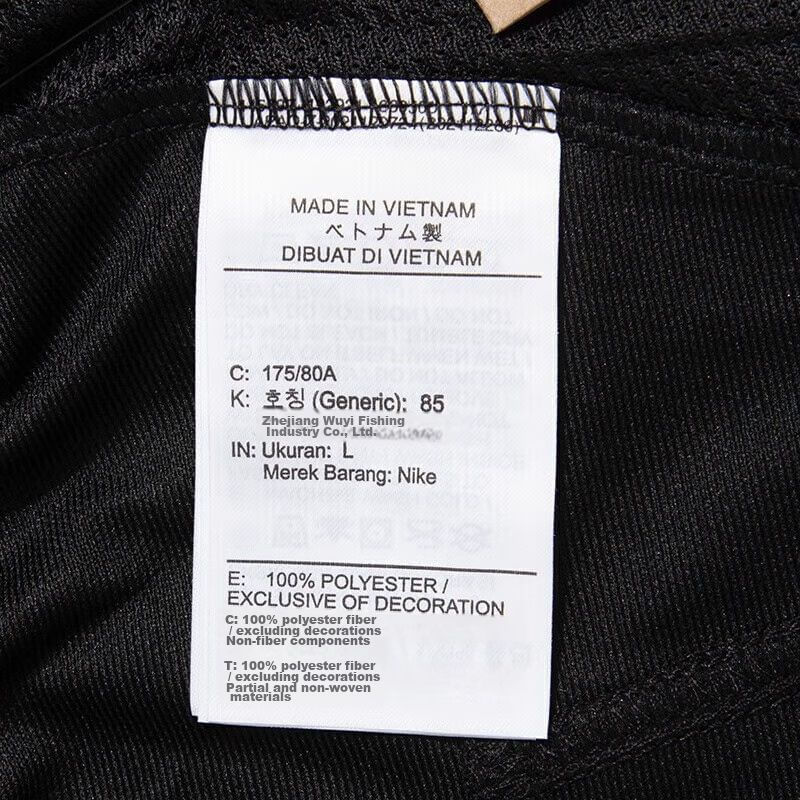 MADE IN VIETNAM
ベトナム製
DIBUAT DI VIETNAM
C: 175/80A
K: 호칭 (Generic): 85
Zhejiang Wuyi Fishing
Industry Co., Ltd.
IN: Ukuran: L
Merek Barang: Nike
E: 100% POLYESTER /
EXCLUSIVE OF DECORATION
C: 100% polyester fiber
/ excluding decorations
Non-fiber components
T: 100% polyester fiber
/ excluding decorations
Partial and non-woven
materials